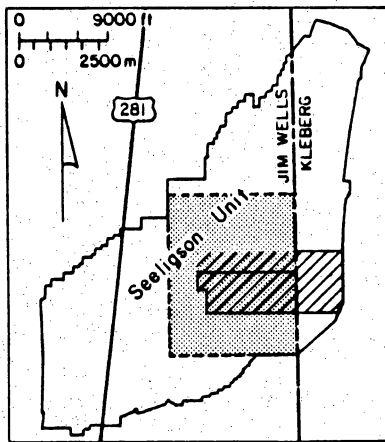 0 9000 ft
0 2500 m
N
281
JIM WELLS
KLEBERG
Seeligson Unit